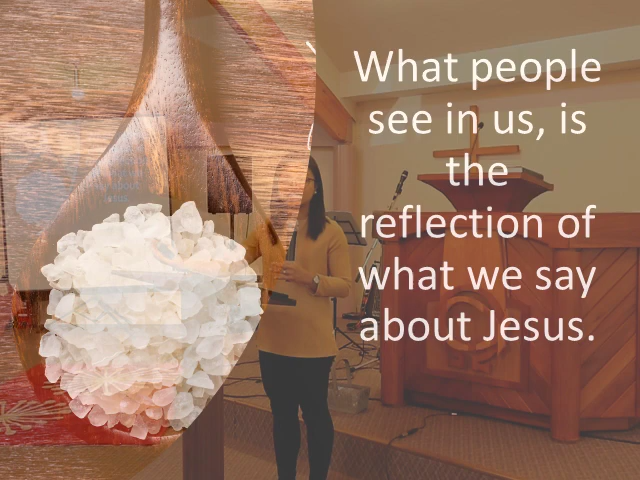 What people
see in us, is
the
reflection of
what we say
about Jesus.